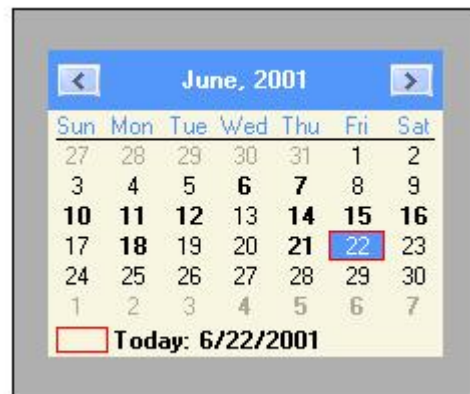 June, 2001
Sun Mon Tue Wed Thu Fri Sat
27 28 29 30 31 1 2
3 4 5 6 7 8 9
10 11 12 13 14 15 16
17 18 19 20 21 22 23
24 25 26 27 28 29 30
1 2 3 4 5 6 7
Today: 6/22/2001